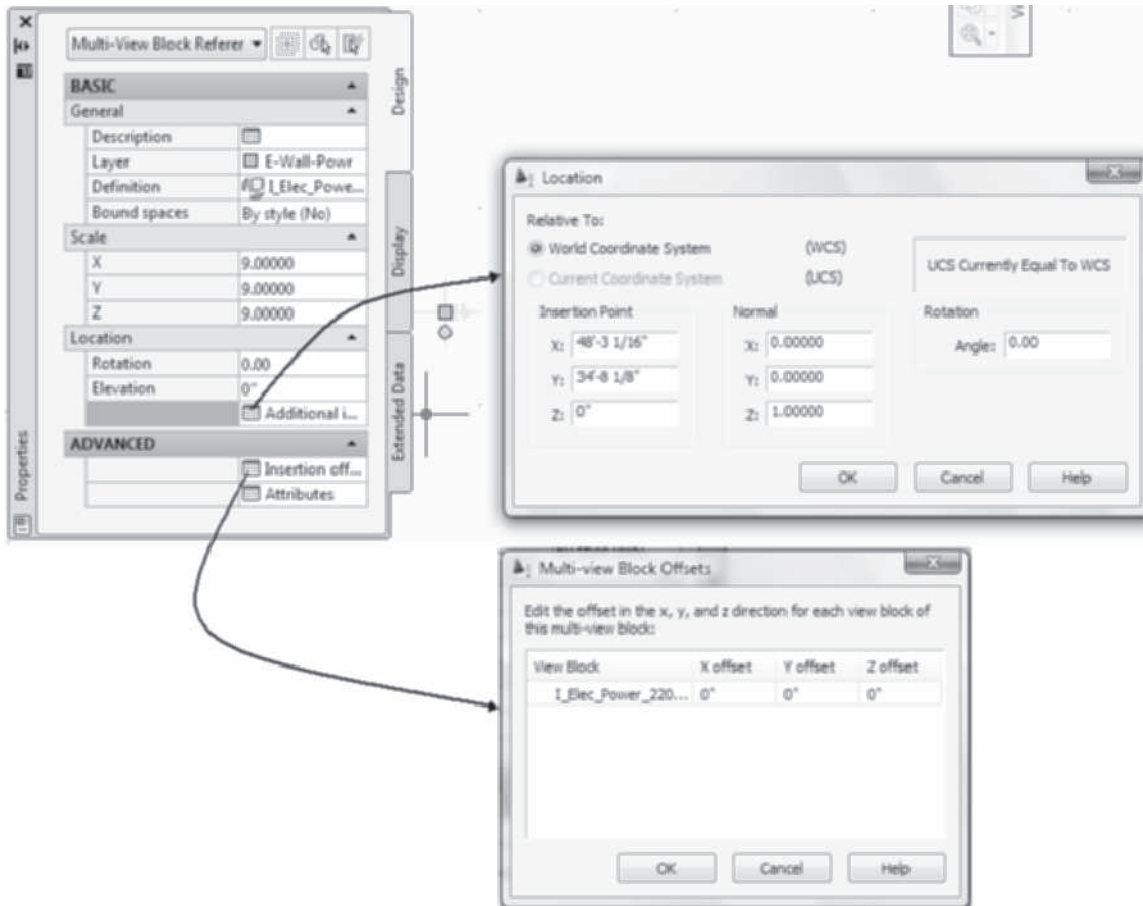 Multi-View Block Referer
BASIC
General
Description
Layer E-Wall-Powr
Definition I_Elec_Powe...
Bound spaces By style (No)
Scale
X 9.00000
Y 9.00000
Z 9.00000
Location
Rotation 0.00
Elevation 0"
Additional i...
ADVANCED
Insertion off...
Attributes
Design
Display
Extended Data
Properties
Location
Relative To:
World Coordinate System (WCS)
Current Coordinate System (UCS)
UCS Currently Equal To WCS
Insertion Point Normal Rotation
X: 48'-3 1/16" X: 0.00000 Angle: 0.00
Y: 34'-8 1/8" Y: 0.00000
Z: 0" Z: 1.00000
OK Cancel Help
Multi-view Block Offsets
Edit the offset in the x, y, and z direction for each view block of
this multi-view block:
View Block X offset Y offset Z offset
I_Elec_Power_220... 0" 0" 0"
OK Cancel Help